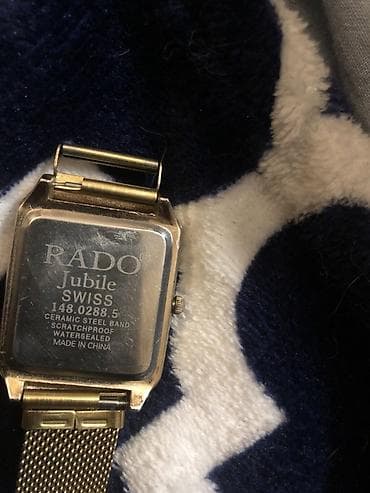 RADO®
Jubile
SWISS
148.0288.5
CERAMIC STEEL BAND
SCRATCHPROOF
WATERSEALED
MADE IN CHINA